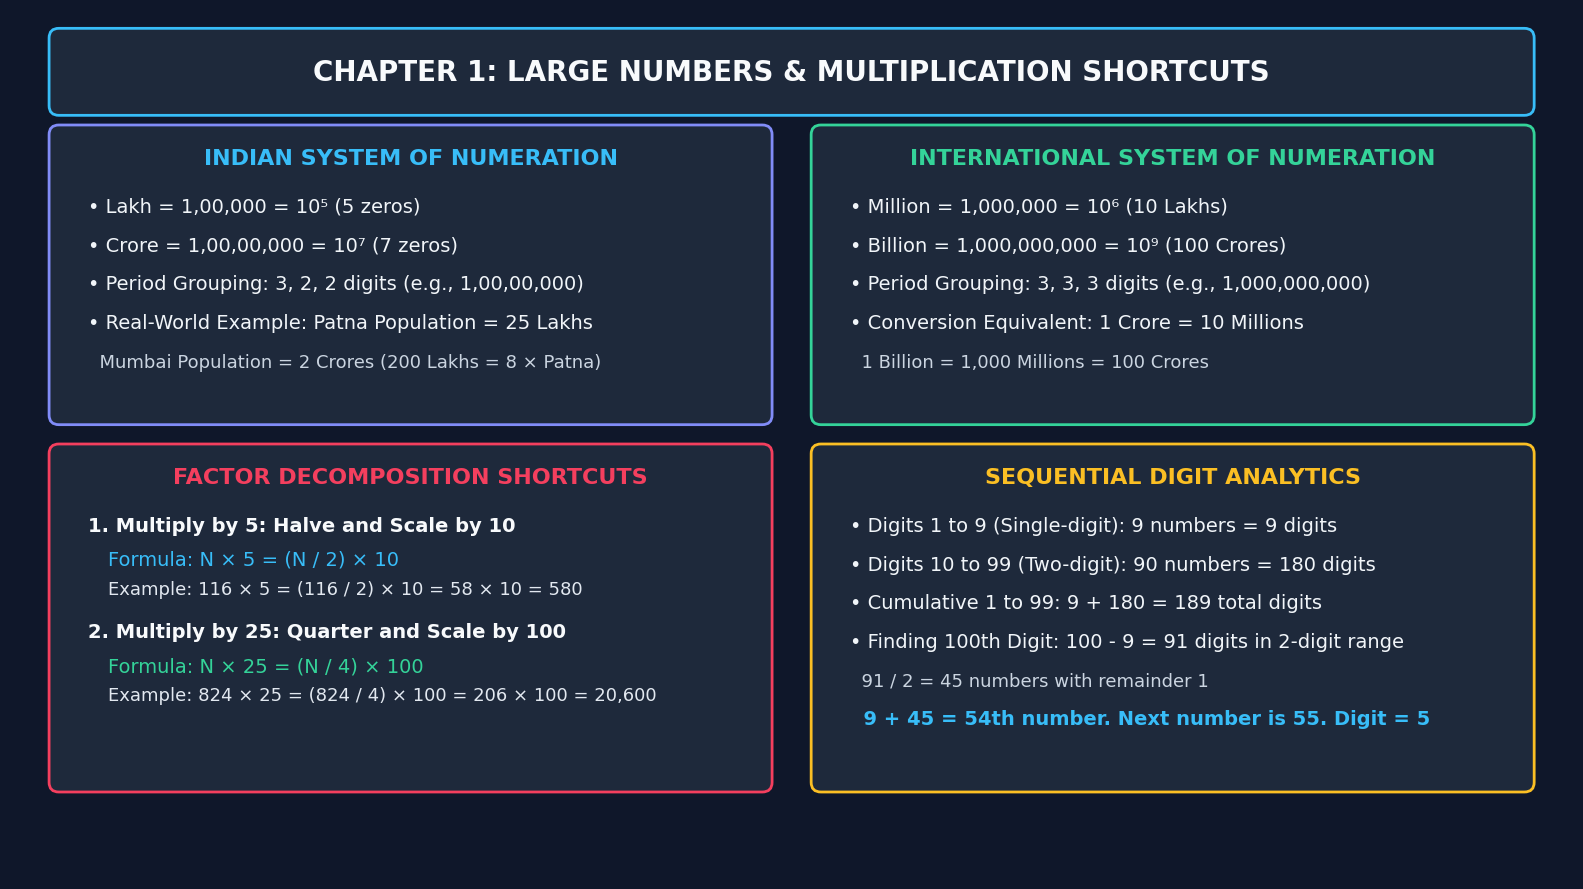 CHAPTER 1: LARGE NUMBERS & MULTIPLICATION SHORTCUTS
INDIAN SYSTEM OF NUMERATION
• Lakh = 1,00,000 = 10⁵ (5 zeros)
• Crore = 1,00,00,000 = 10⁷ (7 zeros)
• Period Grouping: 3, 2, 2 digits (e.g., 1,00,00,000)
• Real-World Example: Patna Population = 25 Lakhs
Mumbai Population = 2 Crores (200 Lakhs = 8 × Patna)
INTERNATIONAL SYSTEM OF NUMERATION
• Million = 1,000,000 = 10⁶ (10 Lakhs)
• Billion = 1,000,000,000 = 10⁹ (100 Crores)
• Period Grouping: 3, 3, 3 digits (e.g., 1,000,000,000)
• Conversion Equivalent: 1 Crore = 10 Millions
1 Billion = 1,000 Millions = 100 Crores
FACTOR DECOMPOSITION SHORTCUTS
1. Multiply by 5: Halve and Scale by 10
Formula: N × 5 = (N / 2) × 10
Example: 116 × 5 = (116 / 2) × 10 = 58 × 10 = 580
2. Multiply by 25: Quarter and Scale by 100
Formula: N × 25 = (N / 4) × 100
Example: 824 × 25 = (824 / 4) × 100 = 206 × 100 = 20,600
SEQUENTIAL DIGIT ANALYTICS
• Digits 1 to 9 (Single-digit): 9 numbers = 9 digits
• Digits 10 to 99 (Two-digit): 90 numbers = 180 digits
• Cumulative 1 to 99: 9 + 180 = 189 total digits
• Finding 100th Digit: 100 - 9 = 91 digits in 2-digit range
91 / 2 = 45 numbers with remainder 1
9 + 45 = 54th number. Next number is 55. Digit = 5